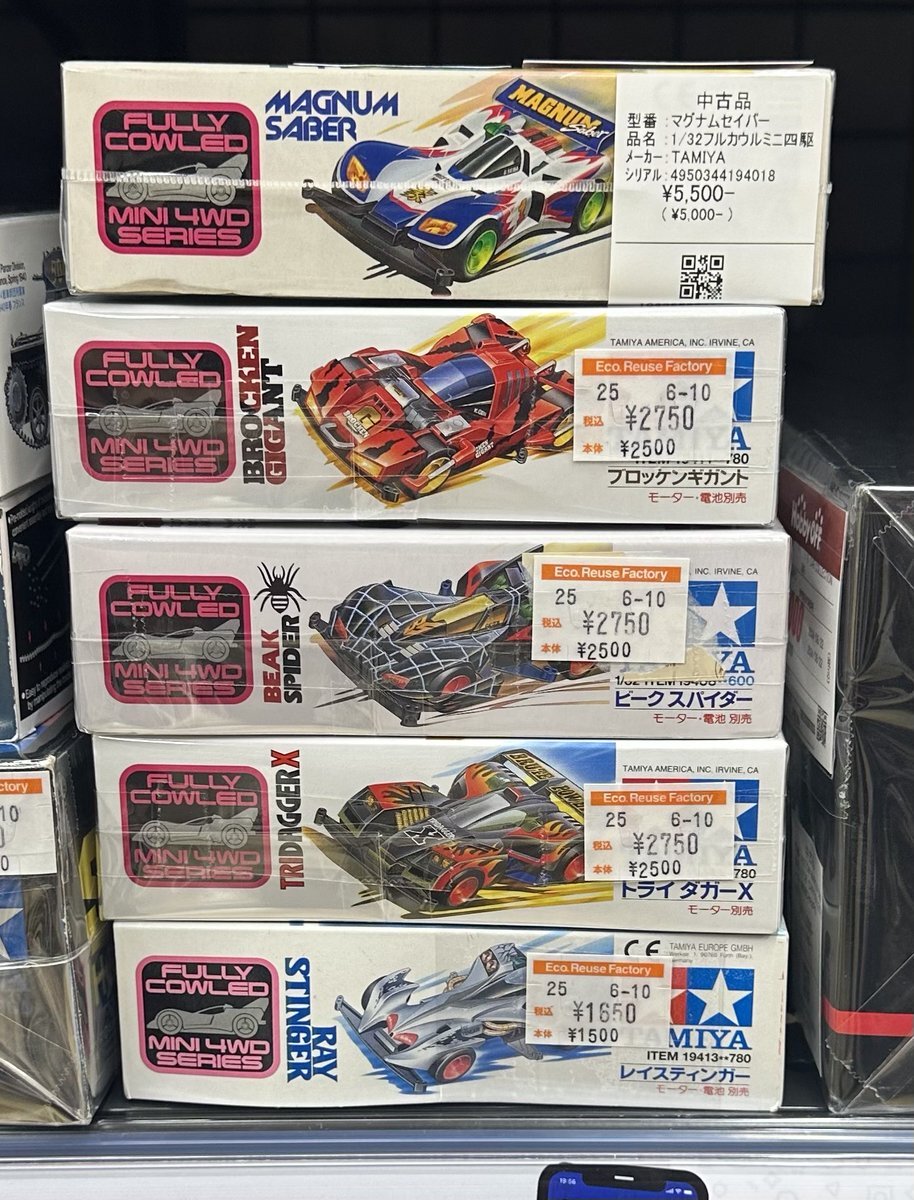 FULLY
COWLED
MINI 4WD
SERIES
MAGNUM
SABER
MAGNUM
Saber
中古品
型番 : マグナムセイバー
品名 : 1/32フルカウルミニ四駆
メーカー : TAMIYA
シリアル : 4950344194018
¥5,500-
( ¥5,000- )
FULLY
COWLED
MINI 4WD
SERIES
BROCKEN
GIGANT
TAMIYA AMERICA, INC. IRVINE, CA
Eco.Reuse Factory
25 6-10
税込 ¥2750
本体 ¥2500
ブロッケンギガント
モーター・電池別売
FULLY
COWLED
MINI 4WD
SERIES
BEAK
SPIDER
INC. IRVINE, CA
Eco.Reuse Factory
25 6-10
税込 ¥2750
本体 ¥2500
ビーク スパイダー
モーター・電池 別売
FULLY
COWLED
MINI 4WD
SERIES
TRIDAGGER X
TAMIYA AMERICA, INC. IRVINE, CA
Eco.Reuse Factory
25 6-10
税込 ¥2750
本体 ¥2500
780
トライ ダガーX
モーター別売
FULLY
COWLED
MINI 4WD
SERIES
RAY
STINGER
CE TAMIYA EUROPE GMBH
Eco.Reuse Factory
25 6-10
税込 ¥1650
本体 ¥1500
TAMIYA
ITEM 19413**780
レイスティンガー
モーター・電池 別売
19:56